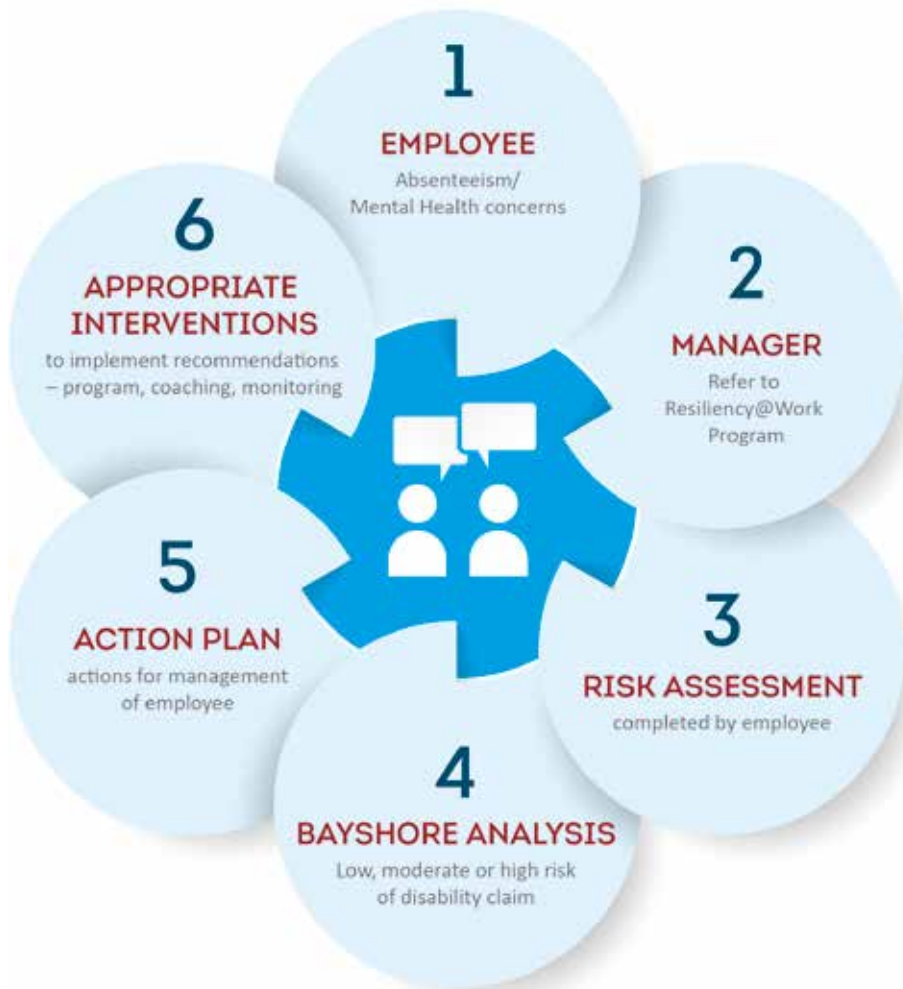 1
EMPLOYEE
Absenteeism/
Mental Health concerns
2
MANAGER
Refer to
Resiliency@Work
Program
3
RISK ASSESSMENT
completed by employee
4
BAYSHORE ANALYSIS
Low, moderate or high risk
of disability claim
5
ACTION PLAN
actions for management
of employee
6
APPROPRIATE
INTERVENTIONS
to implement recommendations
– program, coaching, monitoring